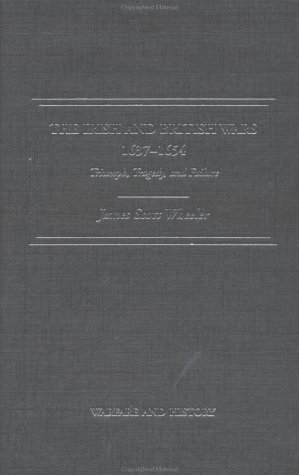 THE IRISH AND BRITISH WARS
1637–1654
Triumph, Tragedy, and Failure
James Scott Wheeler
WARFARE AND HISTORY